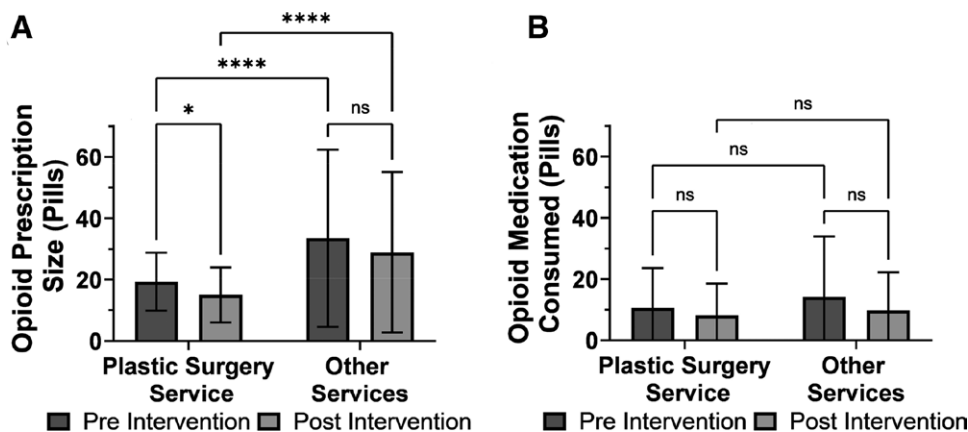 A
****
****
*
ns
Opioid Prescription
Size (Pills)
60
40
20
0
Plastic Surgery
Service
Other
Services
Pre Intervention
Post Intervention
B
ns
ns
ns
ns
Opioid Medication
Consumed (Pills)
60
40
20
0
Plastic Surgery
Service
Other
Services
Pre Intervention
Post Intervention